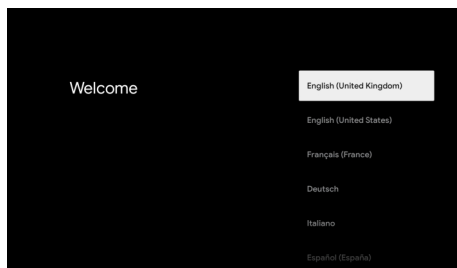 Welcome
English (United Kingdom)
English (United States)
Français (France)
Deutsch
Italiano
Español (España)